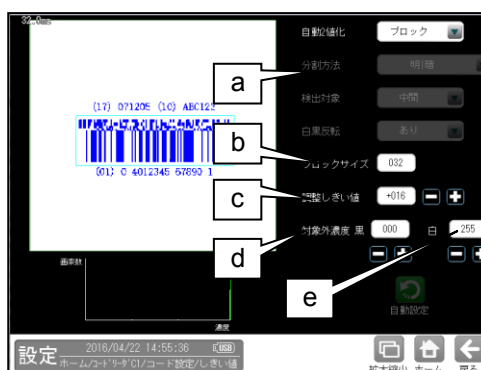 32.0ms
自動2値化 ブロック
分割方法 明/暗
a
検出対象 中間
(17) 071205 (10) ABC123
白黒反転 あり
b
ブロックサイズ 032
(01) 0 4012345 67890 1
c
調整しきい値 +016
対象外濃度 黒 000 白 255
d
e
画素数
自動設定
濃度
設定 2016/04/22 14:55:36 (USB)
ホーム/コードリーダC1/コード設定/しきい値
拡大縮小 ホーム 戻る